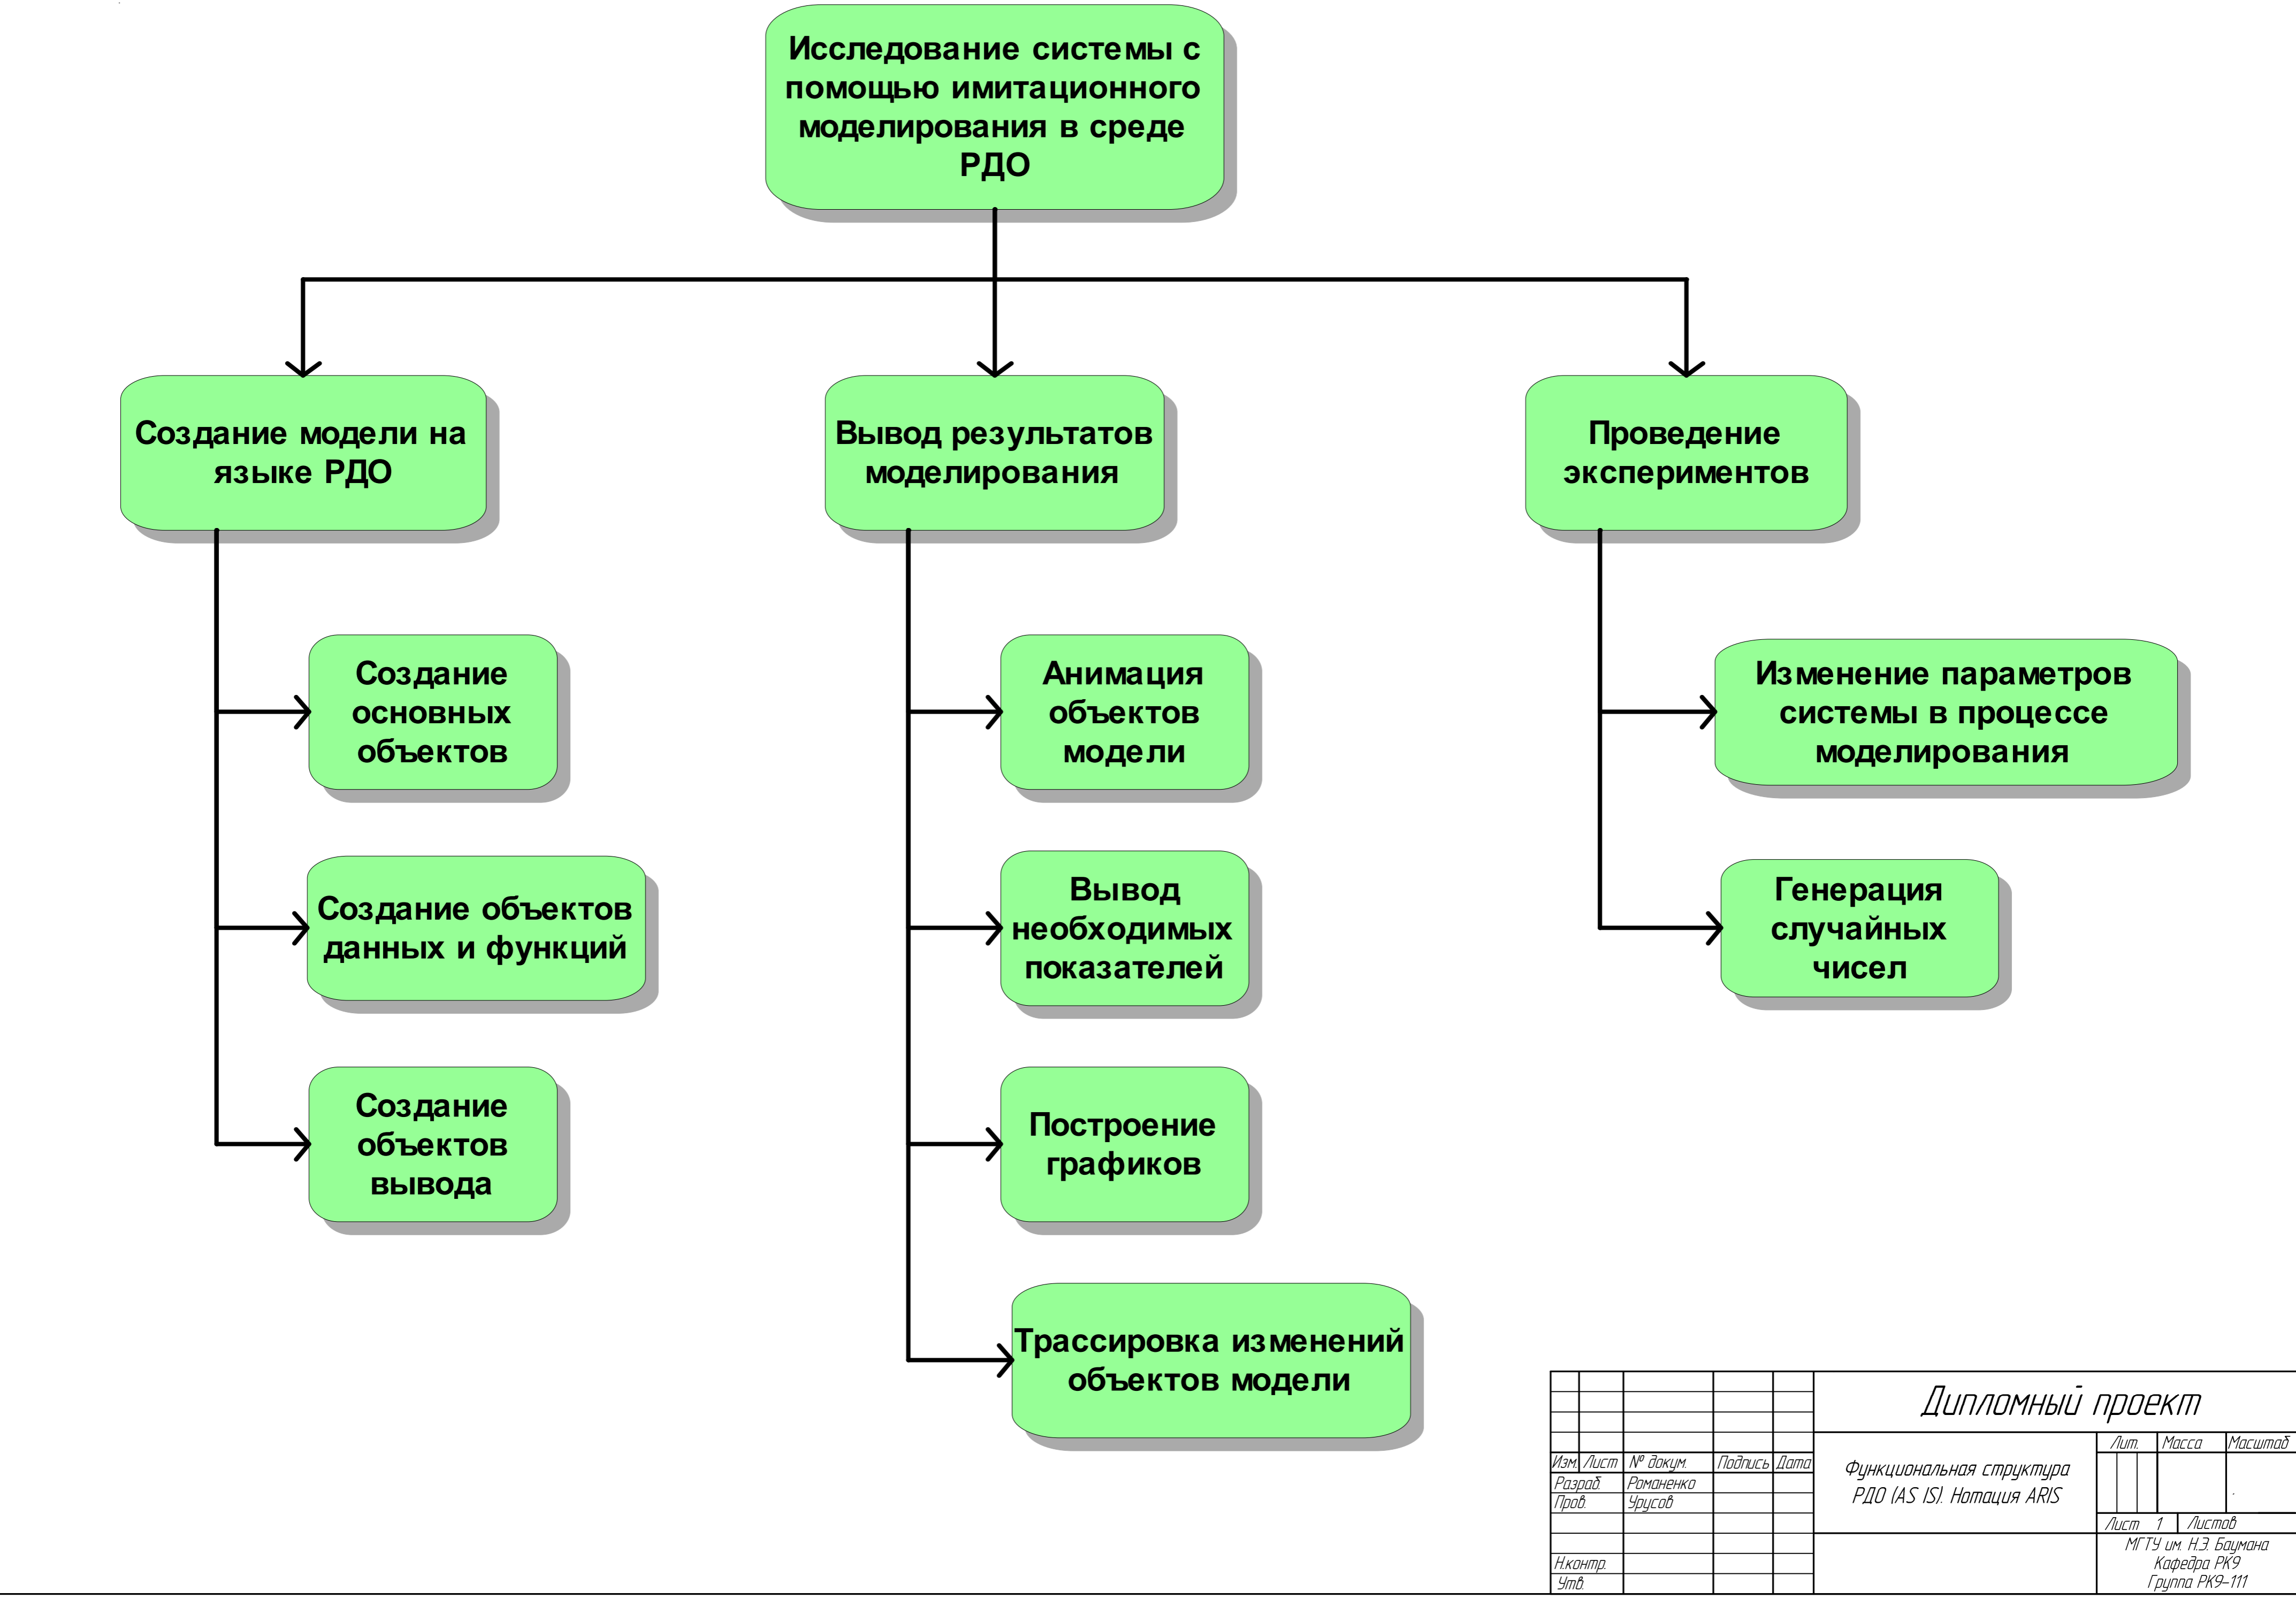 Исследование системы с
помощью имитационного
моделирования в среде
РДО
Создание модели на
языке РДО
Вывод результатов
моделирования
Проведение
экспериментов
Создание
основных
объектов
Анимация
объектов
модели
Изменение параметров
системы в процессе
моделирования
Создание объектов
данных и функций
Вывод
необходимых
показателей
Генерация
случайных
чисел
Создание
объектов
вывода
Построение
графиков
Трассировка изменений
объектов модели
Дипломный проект
Изм. Лист № докум. Подпись Дата
Разраб. Романенко
Пров. Урусов
Н.контр.
Утв.
Функциональная структура
РДО (AS IS). Нотация ARIS
Лит. Масса Масштаб
Лист 1 Листов
МГТУ им. Н.Э. Баумана
Кафедра РК9
Группа РК9-111